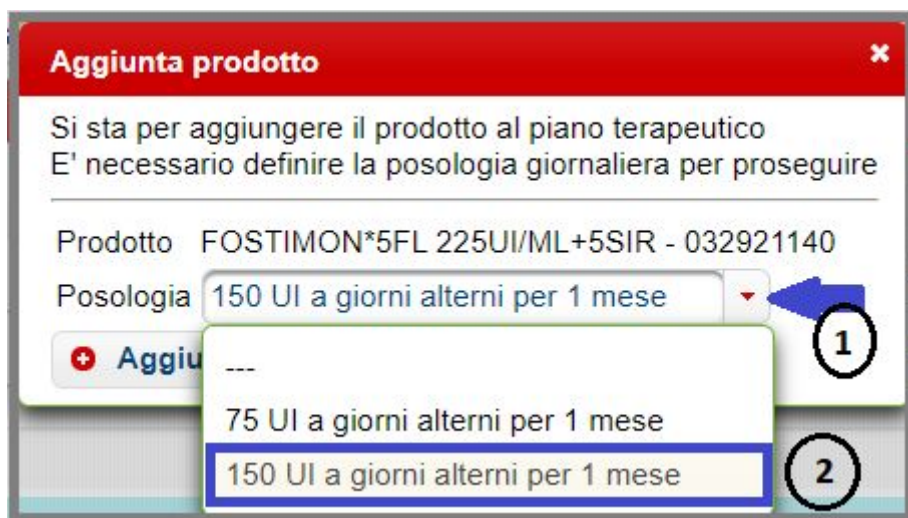 Aggiunta prodotto
Si sta per aggiungere il prodotto al piano terapeutico
E' necessario definire la posologia giornaliera per proseguire
Prodotto FOSTIMON*5FL 225UI/ML+5SIR - 032921140
Posologia 150 UI a giorni alterni per 1 mese
1
Aggiu
---
75 UI a giorni alterni per 1 mese
150 UI a giorni alterni per 1 mese
2